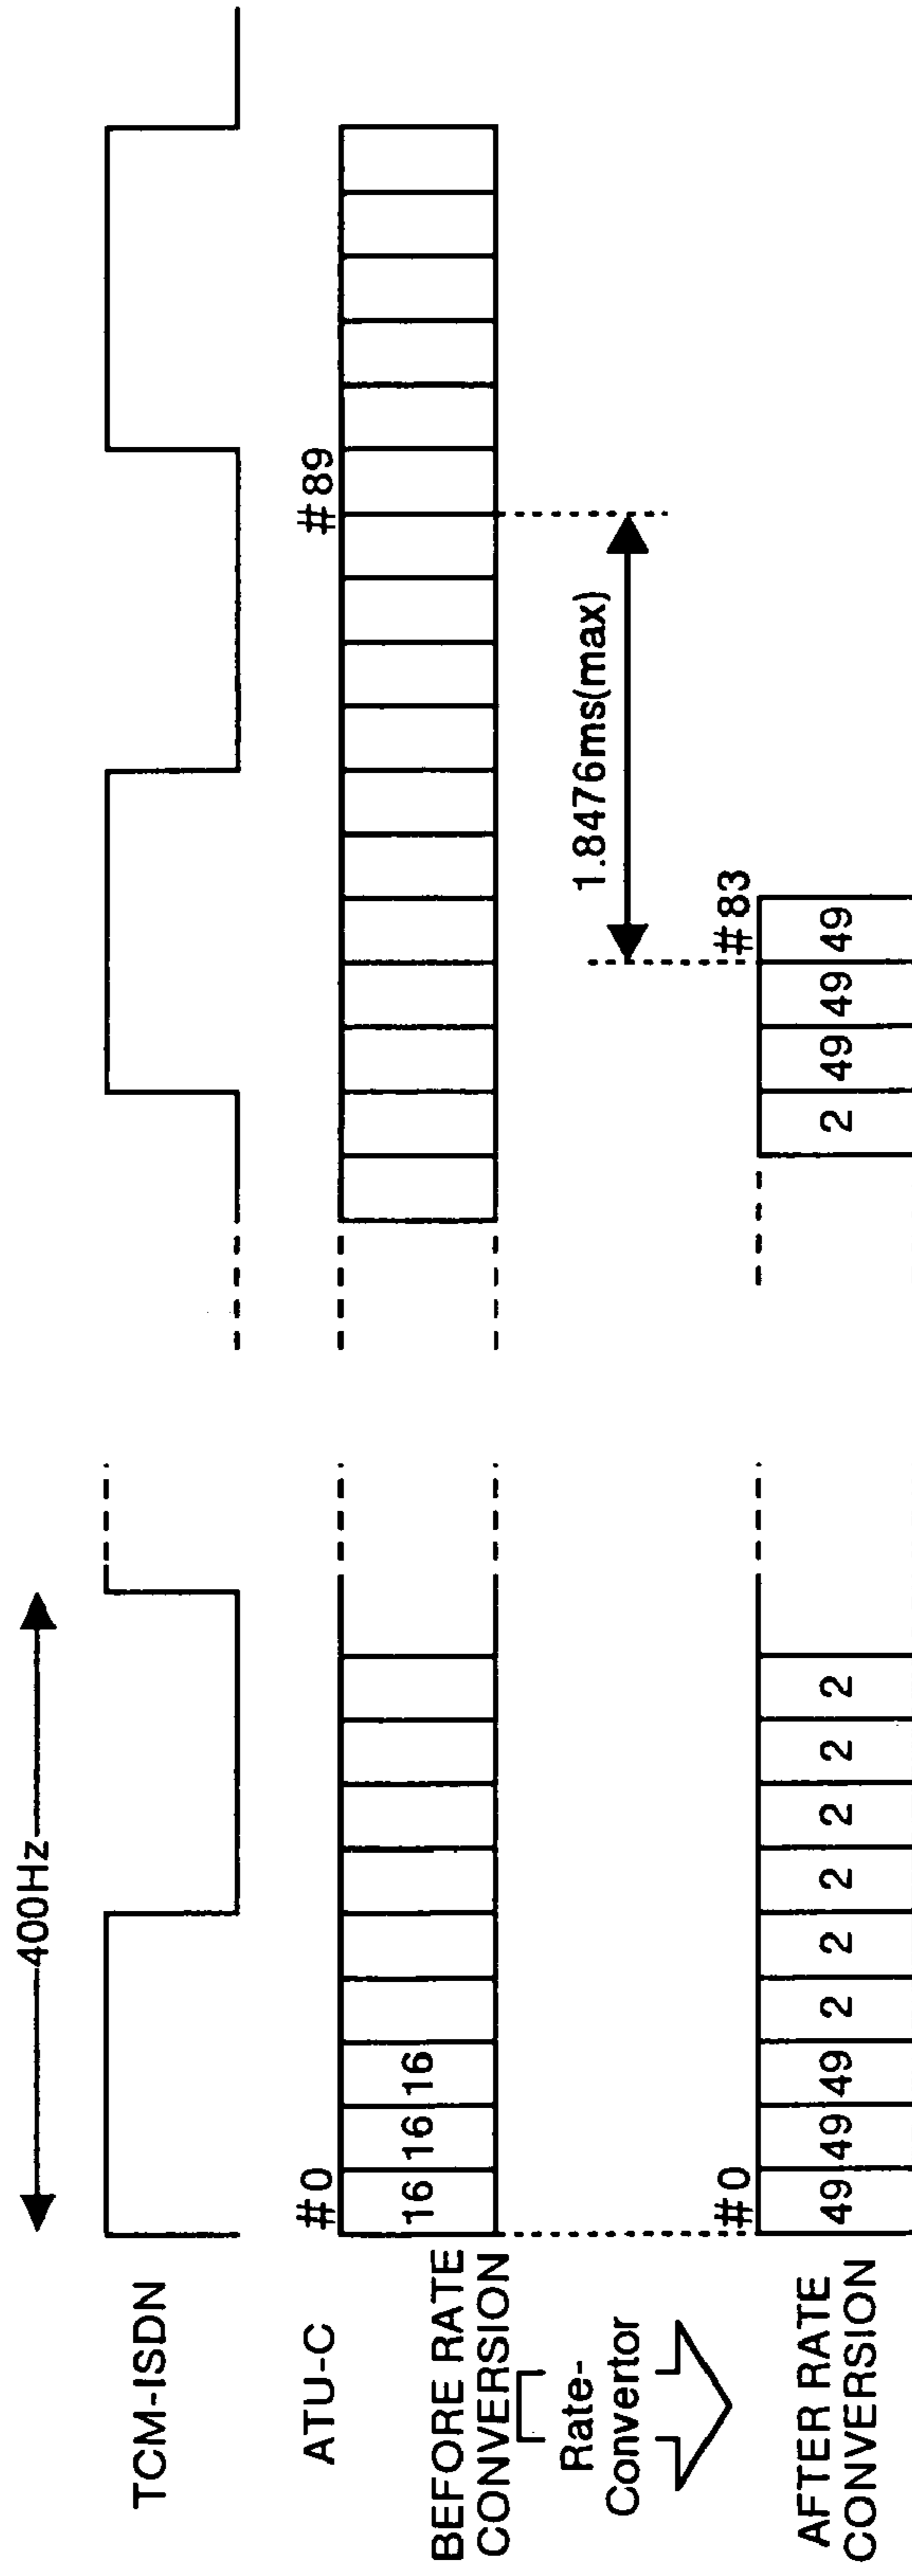 400Hz
TCM-ISDN
ATU-C
#0
#89
BEFORE RATE
CONVERSION
16 16 16
Rate-
Convertor
1.8476ms(max)
#0
#83
AFTER RATE
CONVERSION
49 49 49 2 2 2 2 2 2
2 49 49 49